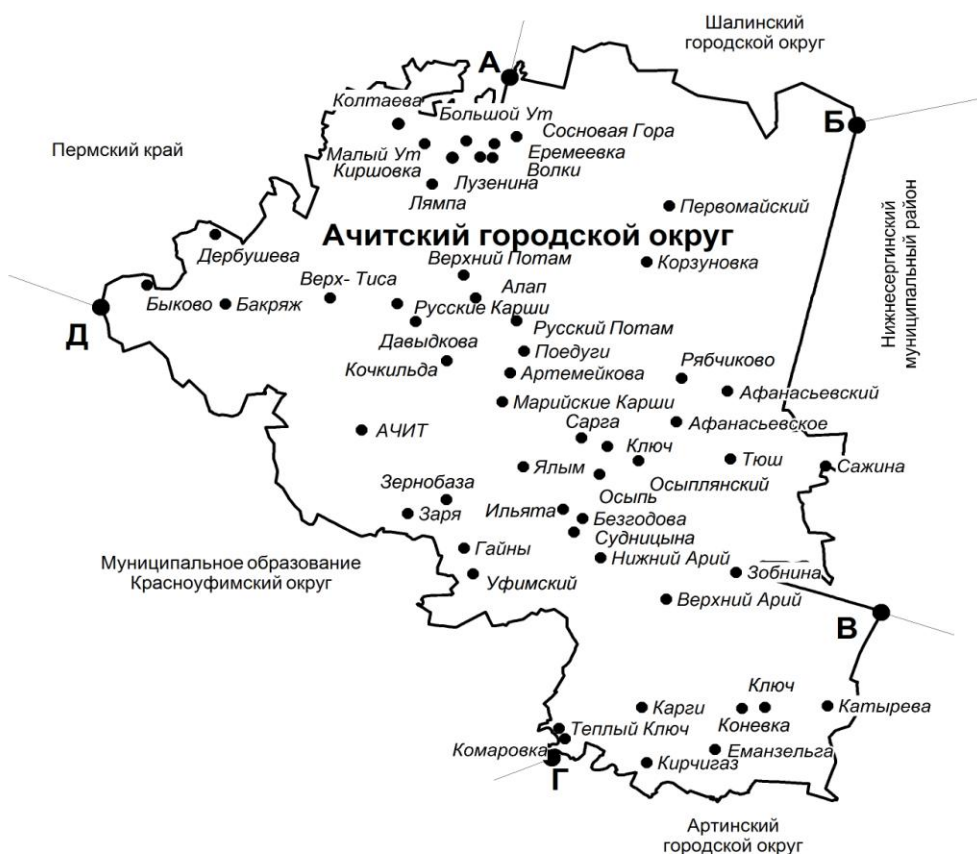 Шалинский
городской округ
А
Колтаева
Большой Ут
Б
Сосновая Гора
Пермский край
Малый Ут
Еремеевка
Киршовка
Волки
Лузенина
Лямпа
Первомайский
Ачитский городской округ
Дербушева
Верхний Потам
Корзуновка
Верх- Тиса
Алап
Нижнесергинский
муниципальный район
Быково
Бакряж
Русские Карши
Д
Давыдкова
Русский Потам
Поедуги
Рябчиково
Кочкильда
Артемейкова
Афанасьевский
Марийские Карши
Сарга
Афанасьевское
АЧИТ
Ключ
Ялым
Тюш
Сажина
Зернобаза
Осыплянский
Осыпь
Заря
Ильята
Безгодова
Судницына
Гайны
Нижний Арий
Муниципальное образование
Красноуфимский округ
Зобнина
Уфимский
Верхний Арий
В
Ключ
Карги
Катырева
Коневка
Теплый Ключ
Комаровка
Еманзельга
Кирчигаз
Г
Артинский
городской округ